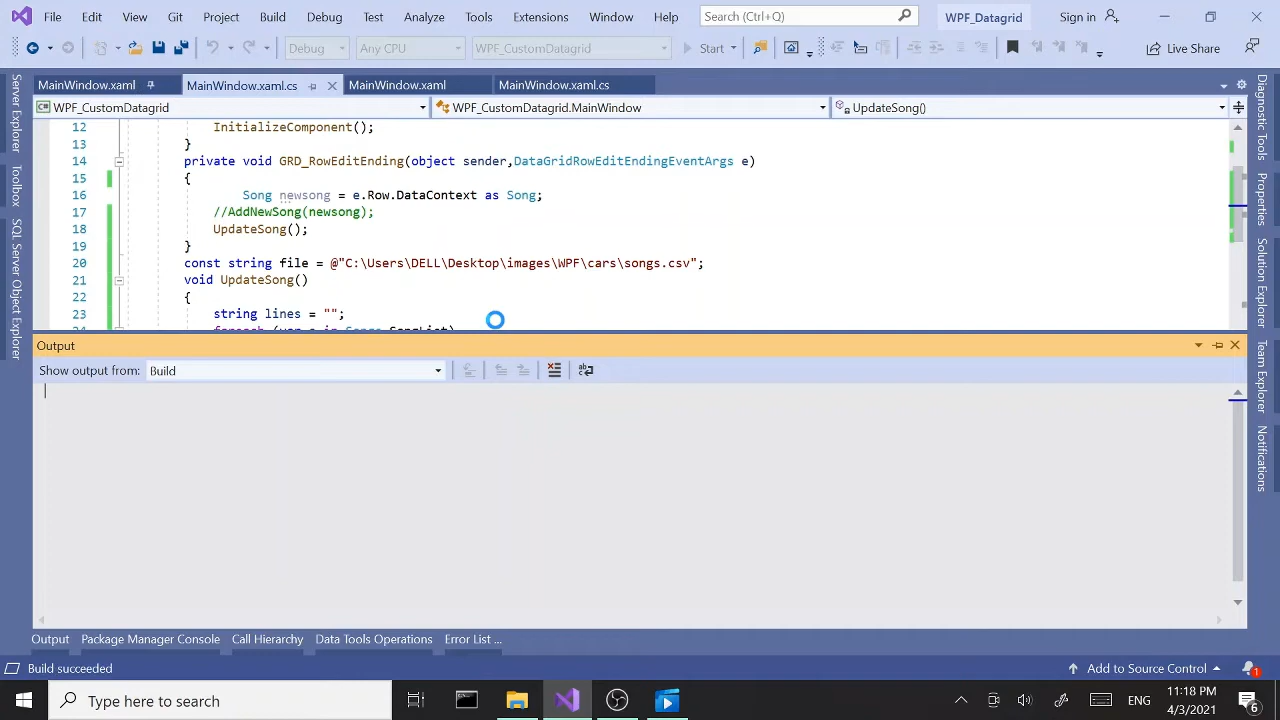 File Edit View Git Project Build Debug Test Analyze Tools Extensions Window Help Search (Ctrl+Q) WPF_Datagrid Sign in
Debug Any CPU WPF_CustomDatagrid Start Live Share
MainWindow.xaml MainWindow.xaml.cs MainWindow.xaml MainWindow.xaml.cs
WPF_CustomDatagrid WPF_CustomDatagrid.MainWindow UpdateSong()
12 InitializeComponent();
13 }
14 private void GRD_RowEditEnding(object sender,DataGridRowEditEndingEventArgs e)
15 {
16 Song newsong = e.Row.DataContext as Song;
17 //AddNewSong(newsong);
18 UpdateSong();
19 }
20 const string file = @"C:\Users\DELL\Desktop\images\WPF\cars\songs.csv";
21 void UpdateSong()
22 {
23 string lines = "";
Server Explorer
Toolbox
SQL Server Object Explorer
Diagnostic Tools
Properties
Solution Explorer
Team Explorer
Notifications
Output
Show output from: Build
Output Package Manager Console Call Hierarchy Data Tools Operations Error List ...
Build succeeded Add to Source Control 1
Type here to search ENG 11:18 PM
4/3/2021 6